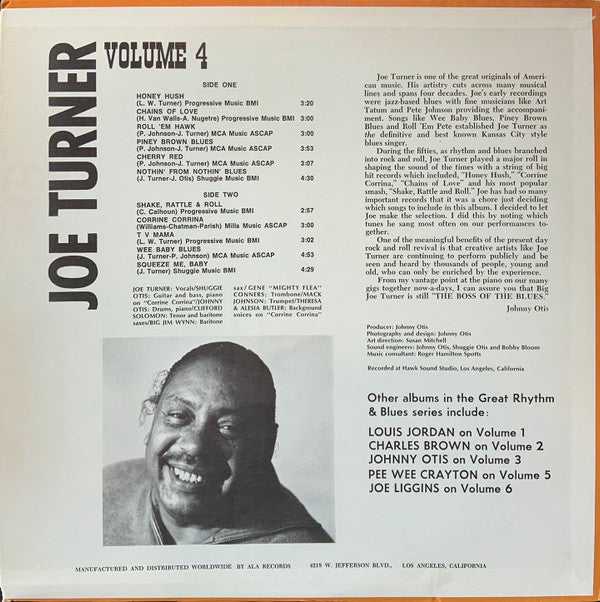 JOE TURNER
VOLUME 4
SIDE ONE
HONEY HUSH
(L. W. Turner) Progressive Music BMI 3:20
CHAINS OF LOVE
(H. Van Walls-A. Nugetre) Progressive Music BMI 3:00
ROLL 'EM HAWK
(P. Johnson-J. Turner) MCA Music ASCAP 3:00
PINEY BROWN BLUES
(P. Johnson-J. Turner) MCA Music ASCAP 3:53
CHERRY RED
(P. Johnson-J. Turner) MCA Music ASCAP 3:07
NOTHIN' FROM NOTHIN' BLUES
(J. Turner-J. Otis) Shuggie Music BMI 4:30
SIDE TWO
SHAKE, RATTLE & ROLL
(C. Calhoun) Progressive Music BMI 2:57
CORRINE CORRINA
(Williams-Chatman-Parish) Mills Music ASCAP 3:00
T V MAMA
(L. W. Turner) Progressive Music BMI 3:02
WEE BABY BLUES
(J. Turner-P. Johnson) MCA Music ASCAP 4:53
SQUEEZE ME, BABY
(J. Turner) Shuggie Music BMI 4:29
JOE TURNER: Vocals/SHUGGIE
OTIS: Guitar and bass, piano
on "Corrine Corrina"/JOHNNY
OTIS: Drums, piano/CLIFFORD
SOLOMON: Tenor and baritone
saxes/BIG JIM WYNN: Baritone
sax/GENE "MIGHTY FLEA"
CONNERS: Trombone/MACK
JOHNSON: Trumpet/THERESA
& ALESIA BUTLER: Background
voices on "Corrine Corrina"
Joe Turner is one of the great originals of Ameri-
can music. His artistry cuts across many musical
lines and spans four decades. Joe's early recordings
were jazz-based blues with fine musicians like Art
Tatum and Pete Johnson providing the accompani-
ment. Songs like Wee Baby Blues, Piney Brown
Blues and Roll 'Em Pete established Joe Turner as
the definitive and best known Kansas City style
blues singer.
During the fifties, as rhythm and blues branched
into rock and roll, Joe Turner played a major roll in
shaping the sound of the times with a string of big
hit records which included, "Honey Hush," "Corrine
Corrina," "Chains of Love" and his most popular
smash, "Shake, Rattle and Roll." Joe has had so many
important records that it was a chore just deciding
which songs to include in this album. I decided to let
Joe make the selection. I did this by noting which
tunes he sang most often on our performances to-
gether.
One of the meaningful benefits of the present day
rock and roll revival is that creative artists like Joe
Turner are continuing to perform publicly and be
seen and heard by thousands of people, young and
old, who can only be enriched by the experience.
From my vantage point at the piano on our many
gigs together now-a-days, I can assure you that Big
Joe Turner is still "THE BOSS OF THE BLUES."
Johnny Otis
Producer: Johnny Otis
Photography and design: Johnny Otis
Art direction: Susan Mitchell
Sound engineers: Johnny Otis, Shuggie Otis and Bobby Bloom
Music consultant: Roger Hamilton Spotts
Recorded at Hawk Sound Studio, Los Angeles, California
Other albums in the Great Rhythm
& Blues series include:
LOUIS JORDAN on Volume 1
CHARLES BROWN on Volume 2
JOHNNY OTIS on Volume 3
PEE WEE CRAYTON on Volume 5
JOE LIGGINS on Volume 6
MANUFACTURED AND DISTRIBUTED WORLDWIDE BY ALA RECORDS 4218 W. JEFFERSON BLVD., LOS ANGELES, CALIFORNIA